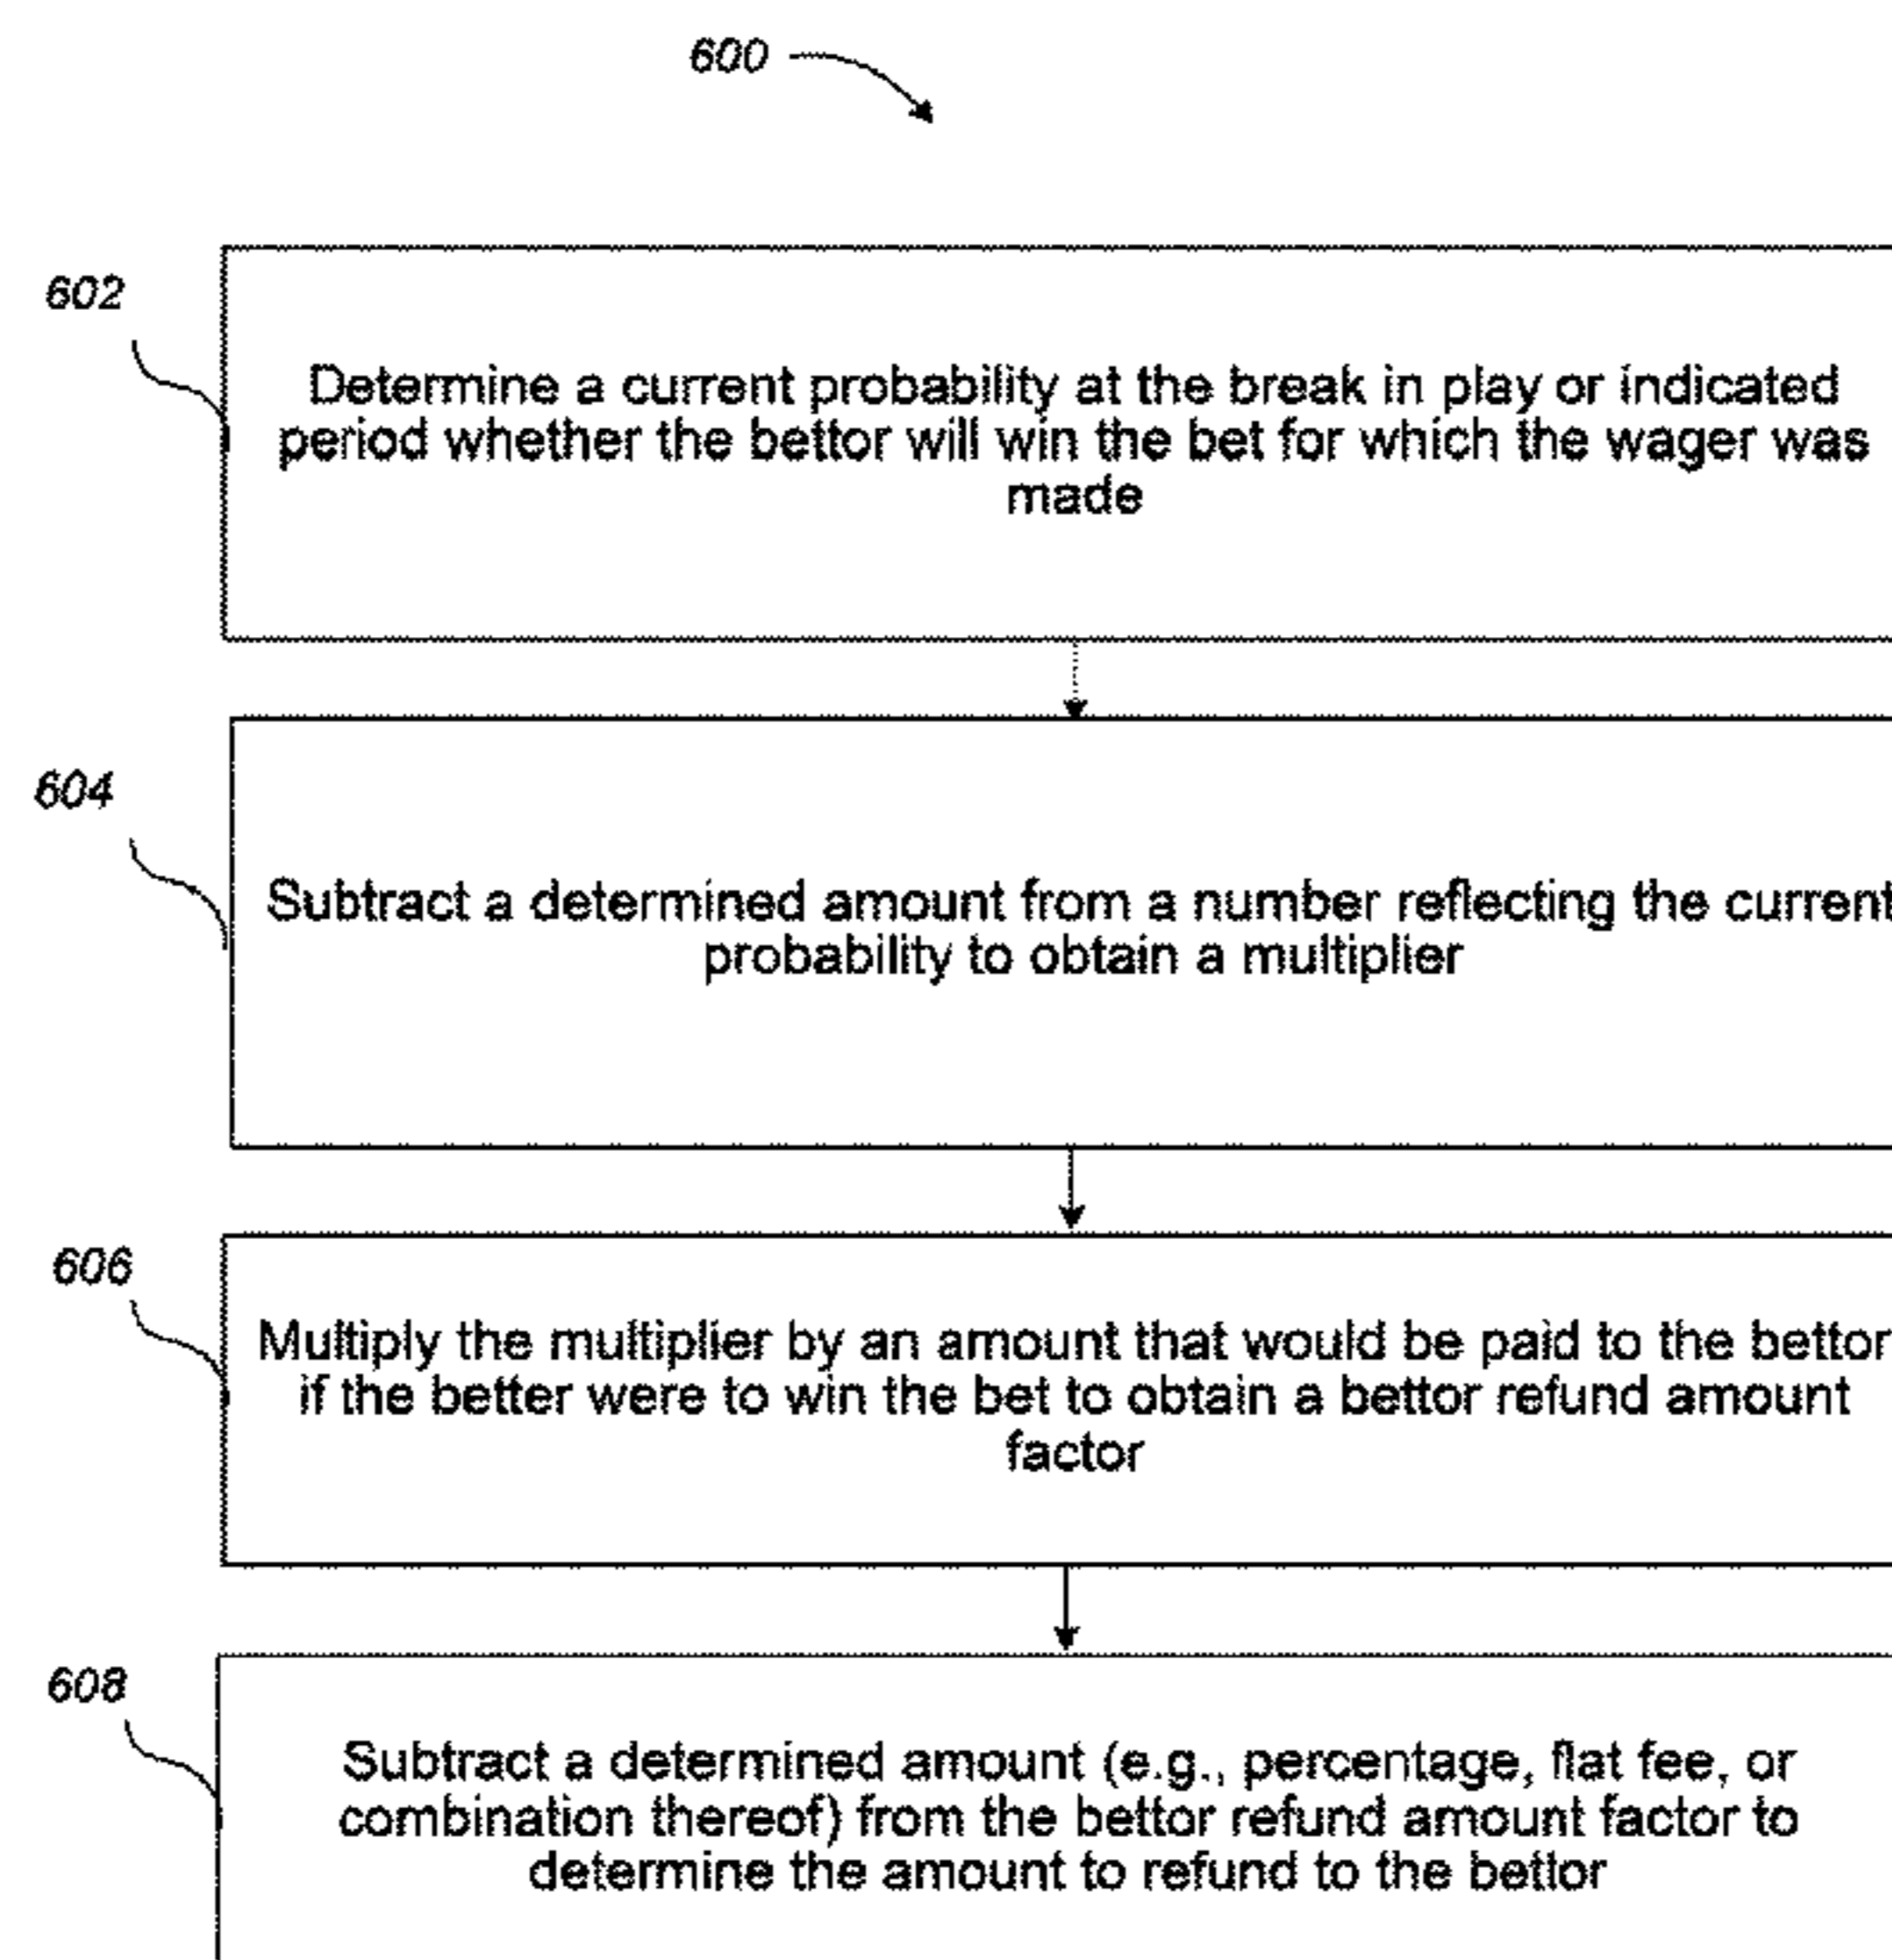 600
602
Determine a current probability at the break in play or indicated
period whether the bettor will win the bet for which the wager was
made
604
Subtract a determined amount from a number reflecting the current
probability to obtain a multiplier
606
Multiply the multiplier by an amount that would be paid to the bettor
if the better were to win the bet to obtain a bettor refund amount
factor
608
Subtract a determined amount (e.g., percentage, flat fee, or
combination thereof) from the bettor refund amount factor to
determine the amount to refund to the bettor